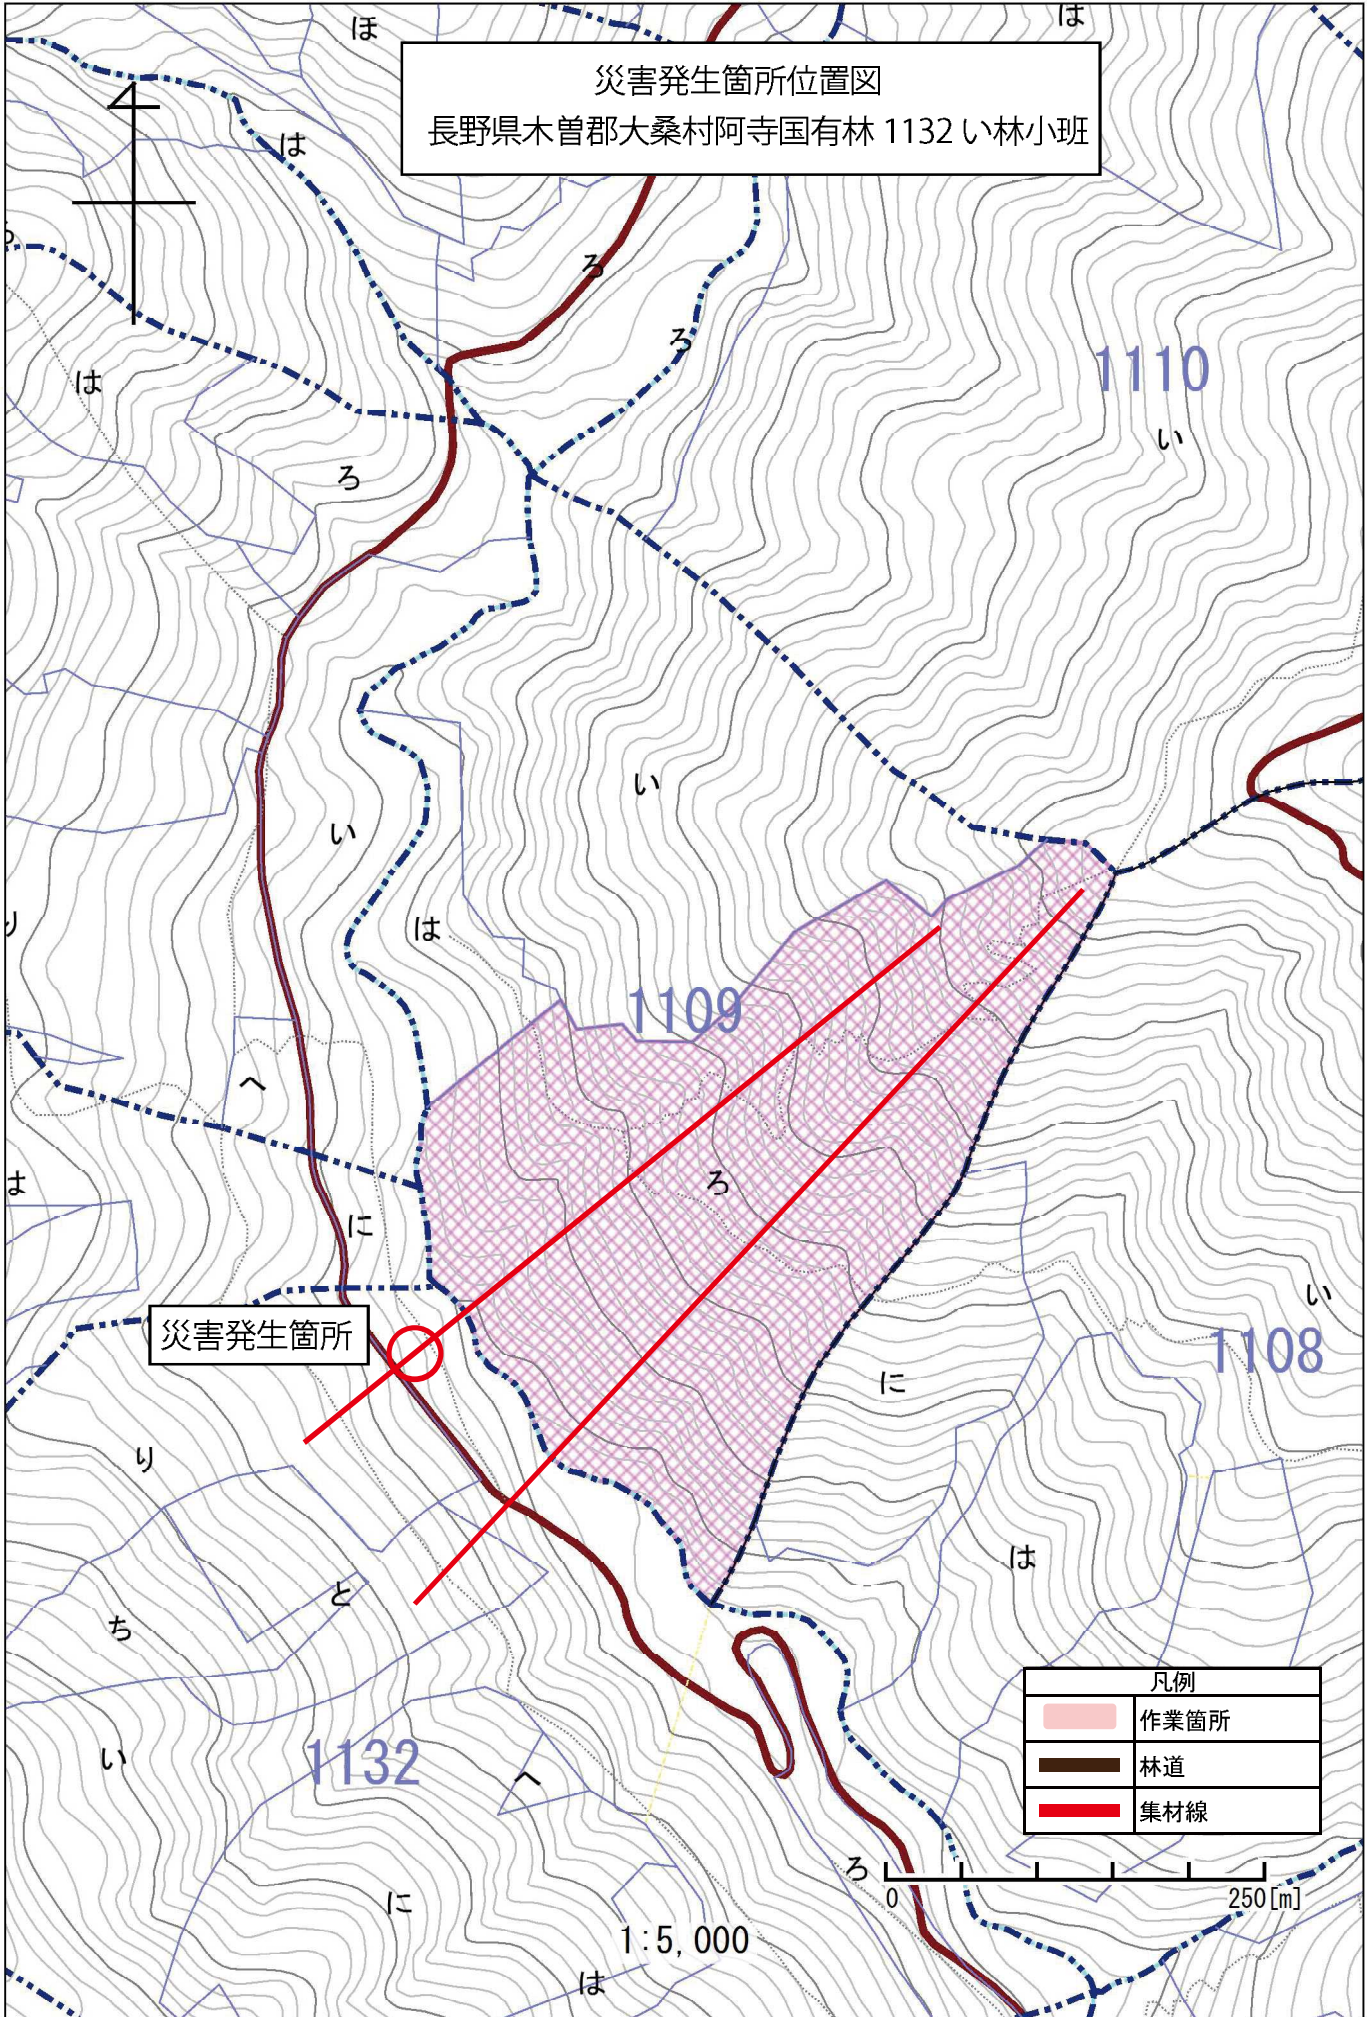 ほ
は
災害発生箇所位置図
長野県木曽郡大桑村阿寺国有林 1132 い林小班
は
ろ
ろ
は
1110
い
ろ
い
い
は
り
1109
へ
ろ
は
に
い
災害発生箇所
1108
に
り
は
と
ち
凡例
作業箇所
林道
集材線
1132
い
へ
ろ
0
250[m]
に
1:5,000
は